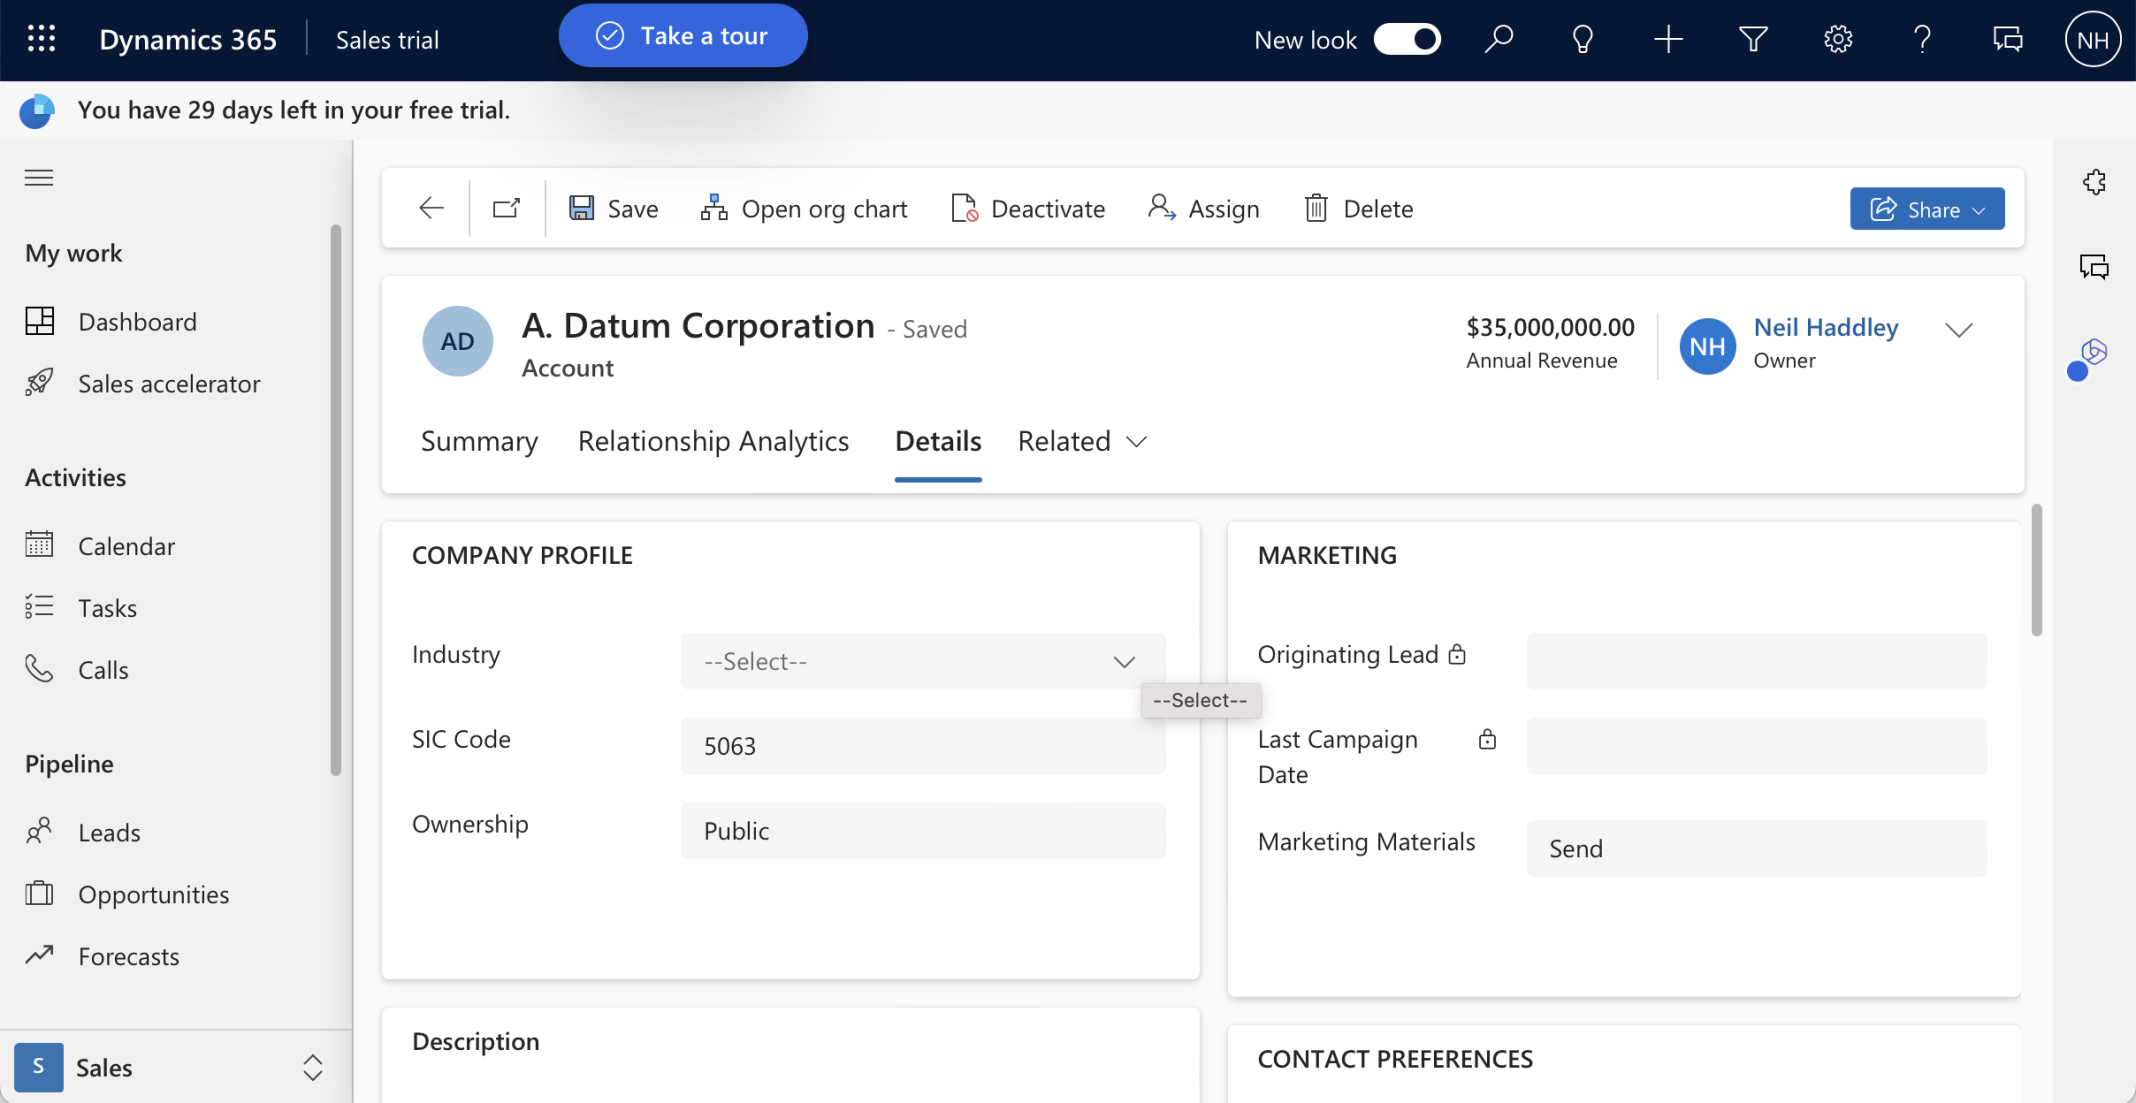 Dynamics 365
Sales trial
Take a tour
New look
NH
You have 29 days left in your free trial.
Save
Open org chart
Deactivate
Assign
Delete
Share
My work
Dashboard
Sales accelerator
Activities
Calendar
Tasks
Calls
Pipeline
Leads
Opportunities
Forecasts
S
Sales
AD
A. Datum Corporation - Saved
Account
$35,000,000.00
Annual Revenue
NH
Neil Haddley
Owner
Summary
Relationship Analytics
Details
Related
COMPANY PROFILE
Industry
--Select--
--Select--
SIC Code
5063
Ownership
Public
Description
MARKETING
Originating Lead
Last Campaign
Date
Marketing Materials
Send
CONTACT PREFERENCES